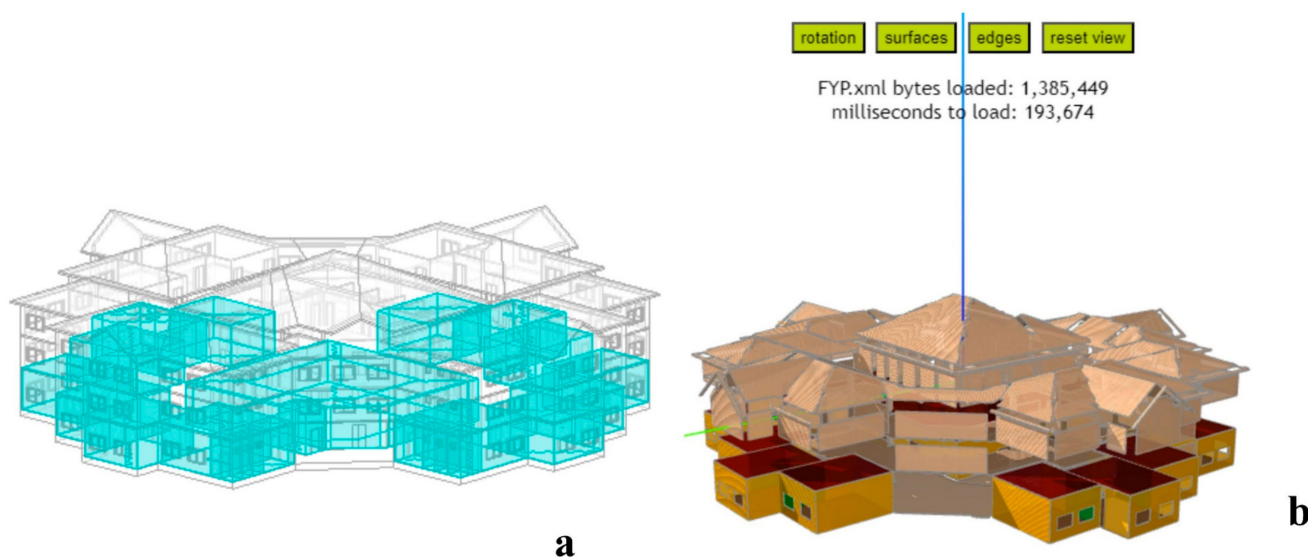 rotation surfaces edges reset view
FYP.xml bytes loaded: 1,385,449
milliseconds to load: 193,674
a
b